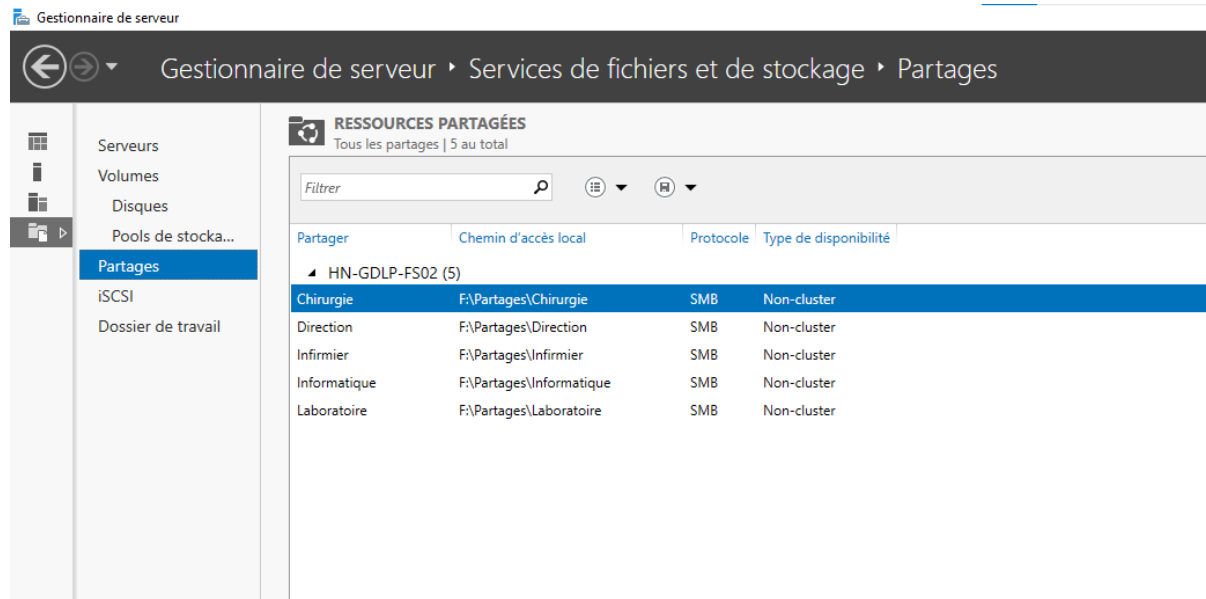 Gestionnaire de serveur
Gestionnaire de serveur ‣ Services de fichiers et de stockage ‣ Partages
Serveurs
Volumes
Disques
Pools de stocka...
Partages
iSCSI
Dossier de travail
RESSOURCES PARTAGÉES
Tous les partages | 5 au total
Filtrer
Partager Chemin d'accès local Protocole Type de disponibilité
HN-GDLP-FS02 (5)
Chirurgie F:\Partages\Chirurgie SMB Non-cluster
Direction F:\Partages\Direction SMB Non-cluster
Infirmier F:\Partages\Infirmier SMB Non-cluster
Informatique F:\Partages\Informatique SMB Non-cluster
Laboratoire F:\Partages\Laboratoire SMB Non-cluster